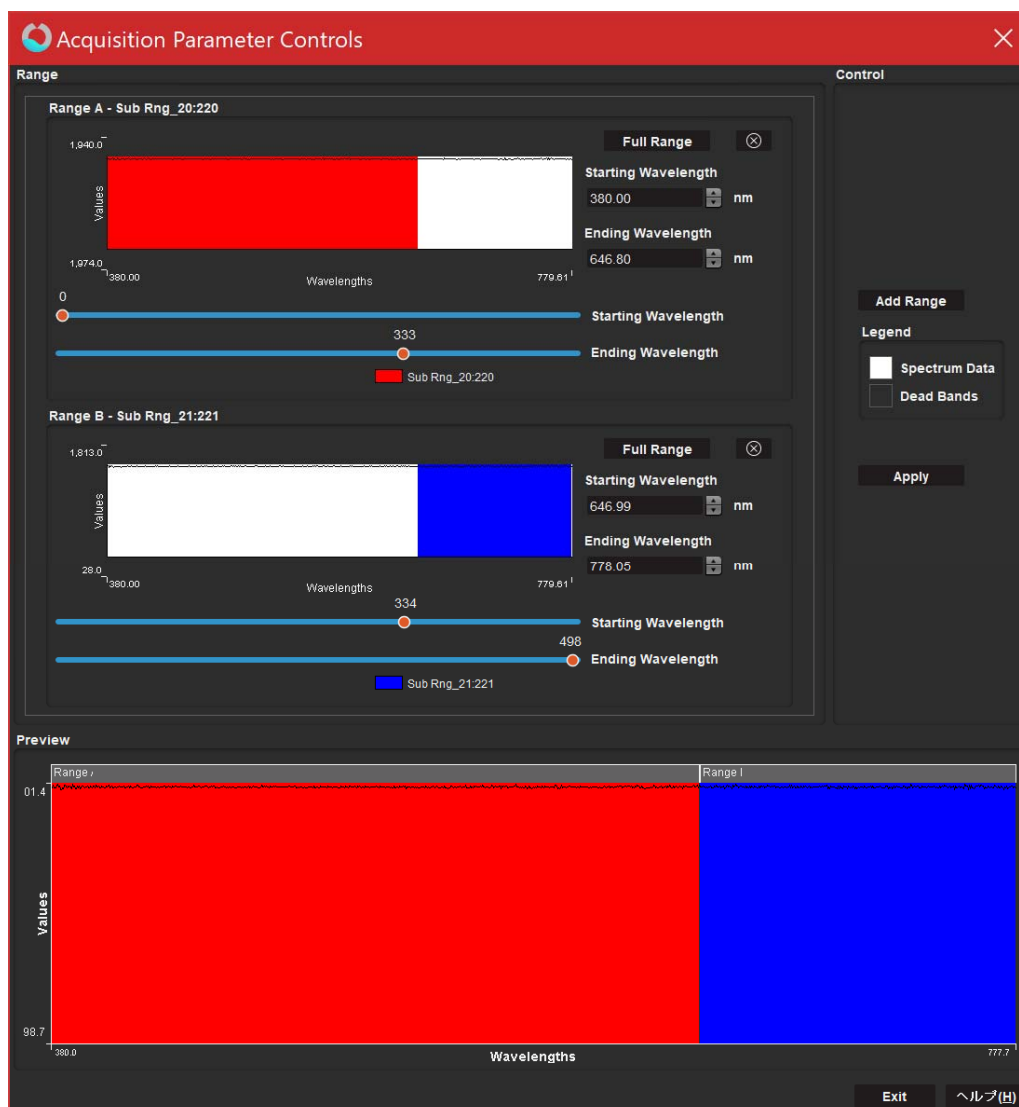 Acquisition Parameter Controls
Range
Control
Range A - Sub Rng_20:220
1,940.0
Values
1,974.0
380.00
Wavelengths
779.61
Full Range
Starting Wavelength
380.00 nm
Ending Wavelength
646.80 nm
0
Starting Wavelength
333
Ending Wavelength
Sub Rng_20:220
Range B - Sub Rng_21:221
1,813.0
Values
28.0
380.00
Wavelengths
779.61
Full Range
Starting Wavelength
646.99 nm
Ending Wavelength
778.05 nm
334
Starting Wavelength
498
Ending Wavelength
Sub Rng_21:221
Add Range
Legend
Spectrum Data
Dead Bands
Apply
Preview
Range
Range
01.4
Values
98.7
380.0
Wavelengths
777.7
Exit
ヘルプ(H)